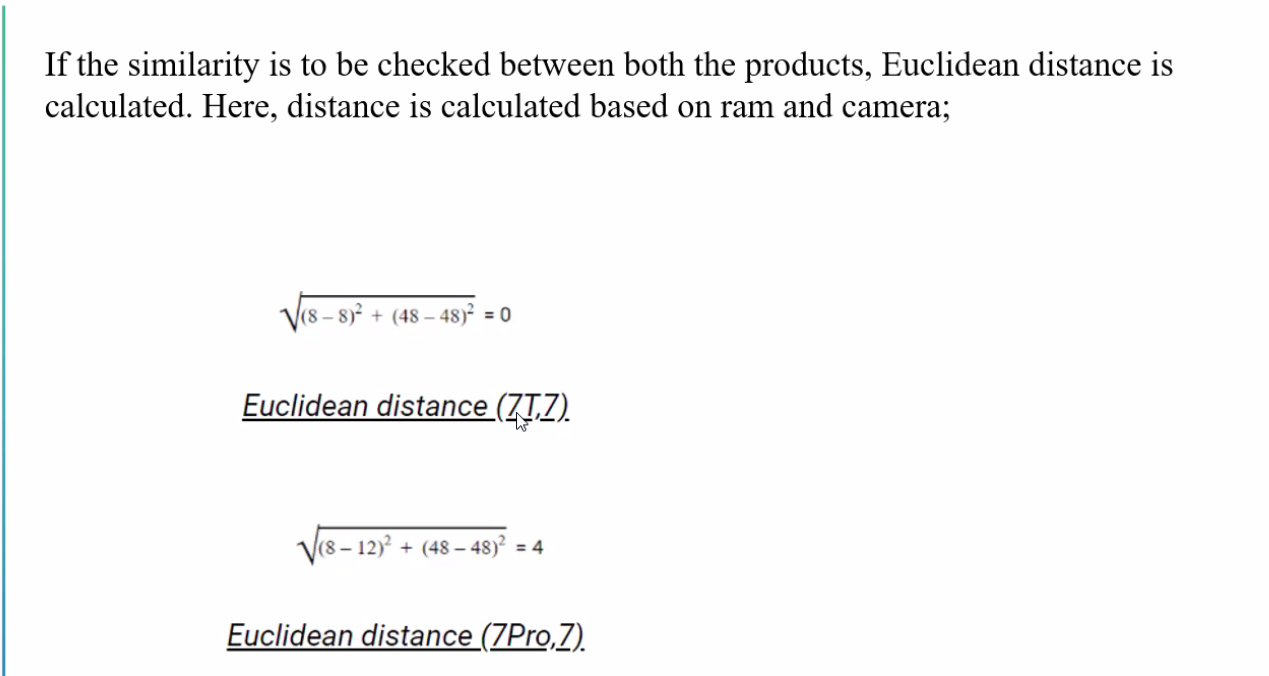 If the similarity is to be checked between both the products, Euclidean distance is
calculated. Here, distance is calculated based on ram and camera;
√(8 – 8)² + (48 – 48)² = 0
Euclidean distance (7T,7)
√(8 – 12)² + (48 – 48)² = 4
Euclidean distance (7Pro,7)